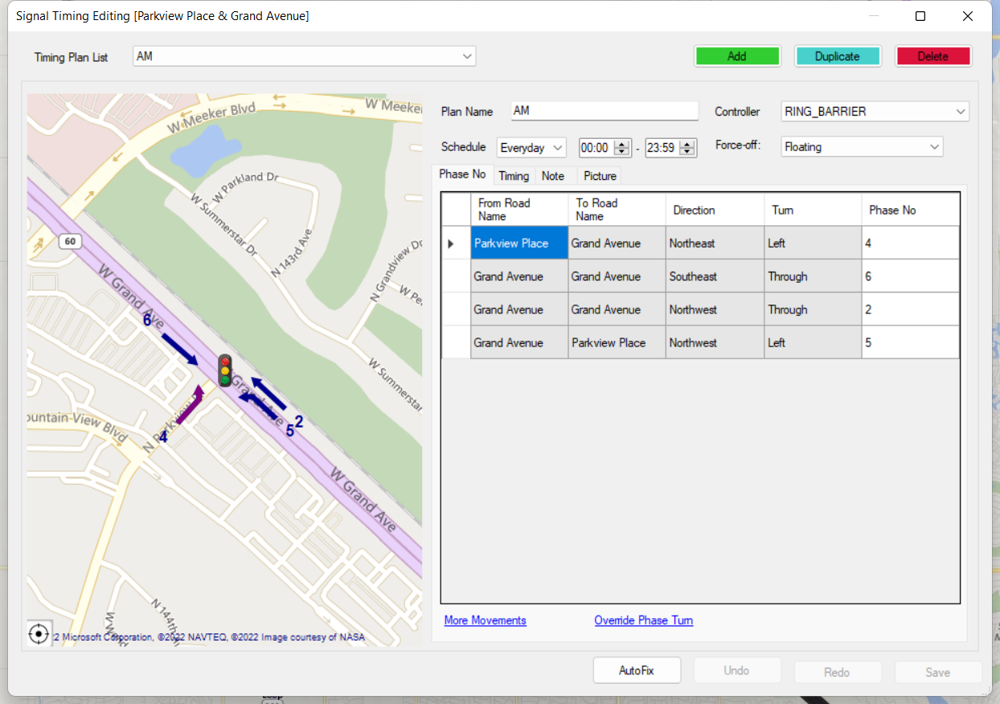 Signal Timing Editing [Parkview Place & Grand Avenue]
Timing Plan List
AM
Add
Duplicate
Delete
Plan Name
AM
Controller
RING_BARRIER
Schedule
Everyday
00:00
-
23:59
Force-off:
Floating
Phase No
Timing
Note
Picture
From Road Name
To Road Name
Direction
Turn
Phase No
Parkview Place
Grand Avenue
Northeast
Left
4
Grand Avenue
Grand Avenue
Southeast
Through
6
Grand Avenue
Grand Avenue
Northwest
Through
2
Grand Avenue
Parkview Place
Northwest
Left
5
More Movements
Override Phase Turn
AutoFix
Undo
Redo
Save
W Meeker Blvd
W Meeker
W Parkland Dr
W Summerstar Dr
N 143rd Ave
N Grandview Dr
W Pe
60
W Grand Ave
6
W Summerstar
Grand Ave
2
5
4
N Parkview
ountain View Blvd
W Grand Ave
N 144th
2 Microsoft Corporation, ©2022 NAVTEQ, ©2022 Image courtesy of NASA